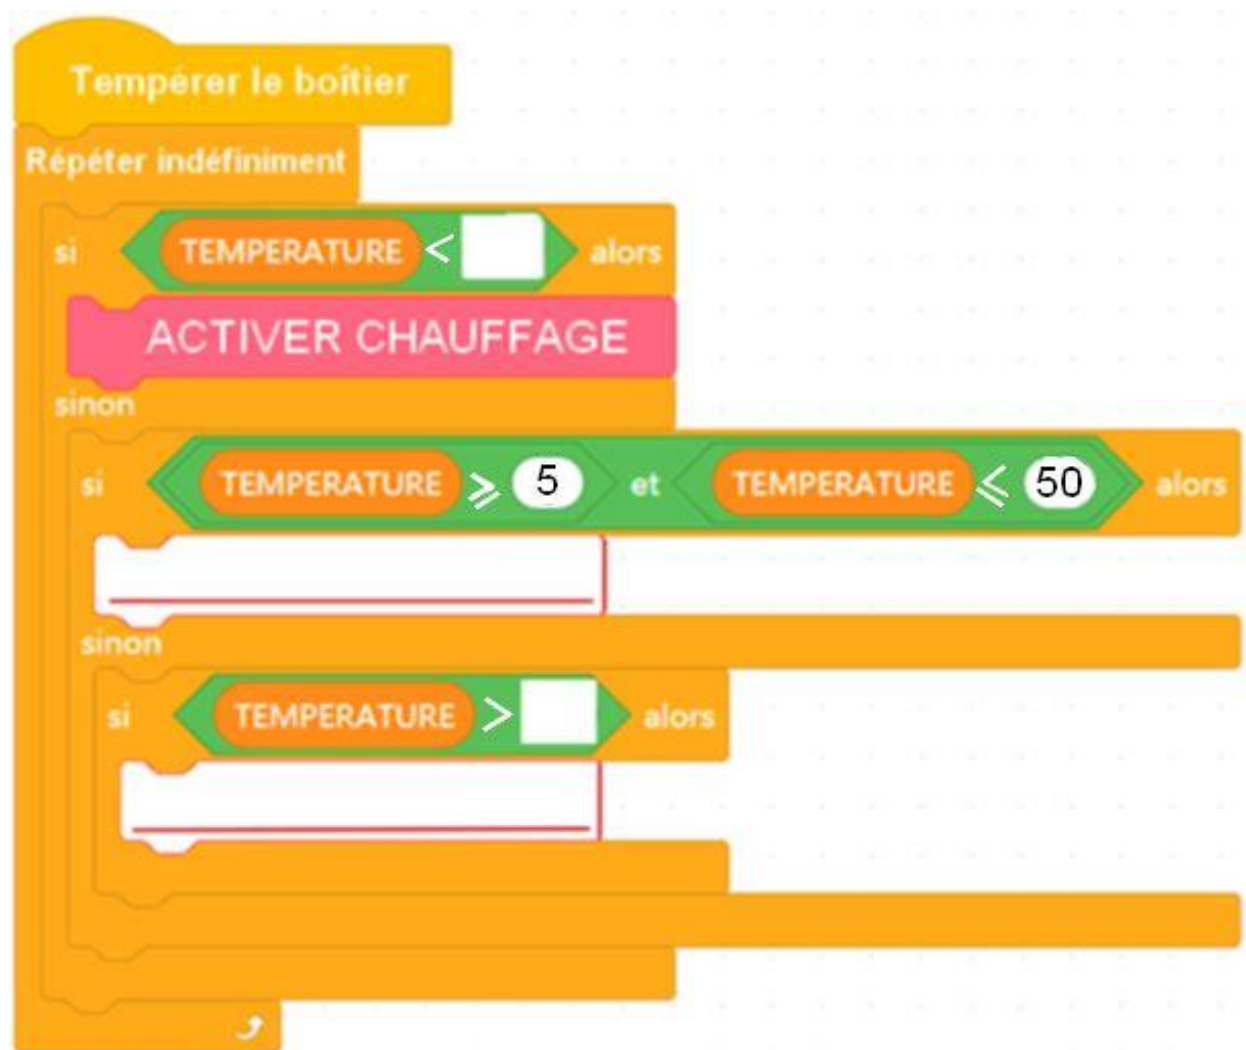 Tempérer le boîtier
Répéter indéfiniment
si TEMPERATURE < alors
ACTIVER CHAUFFAGE
sinon
si TEMPERATURE ⩾ 5 et TEMPERATURE ⩽ 50 alors
sinon
si TEMPERATURE > alors